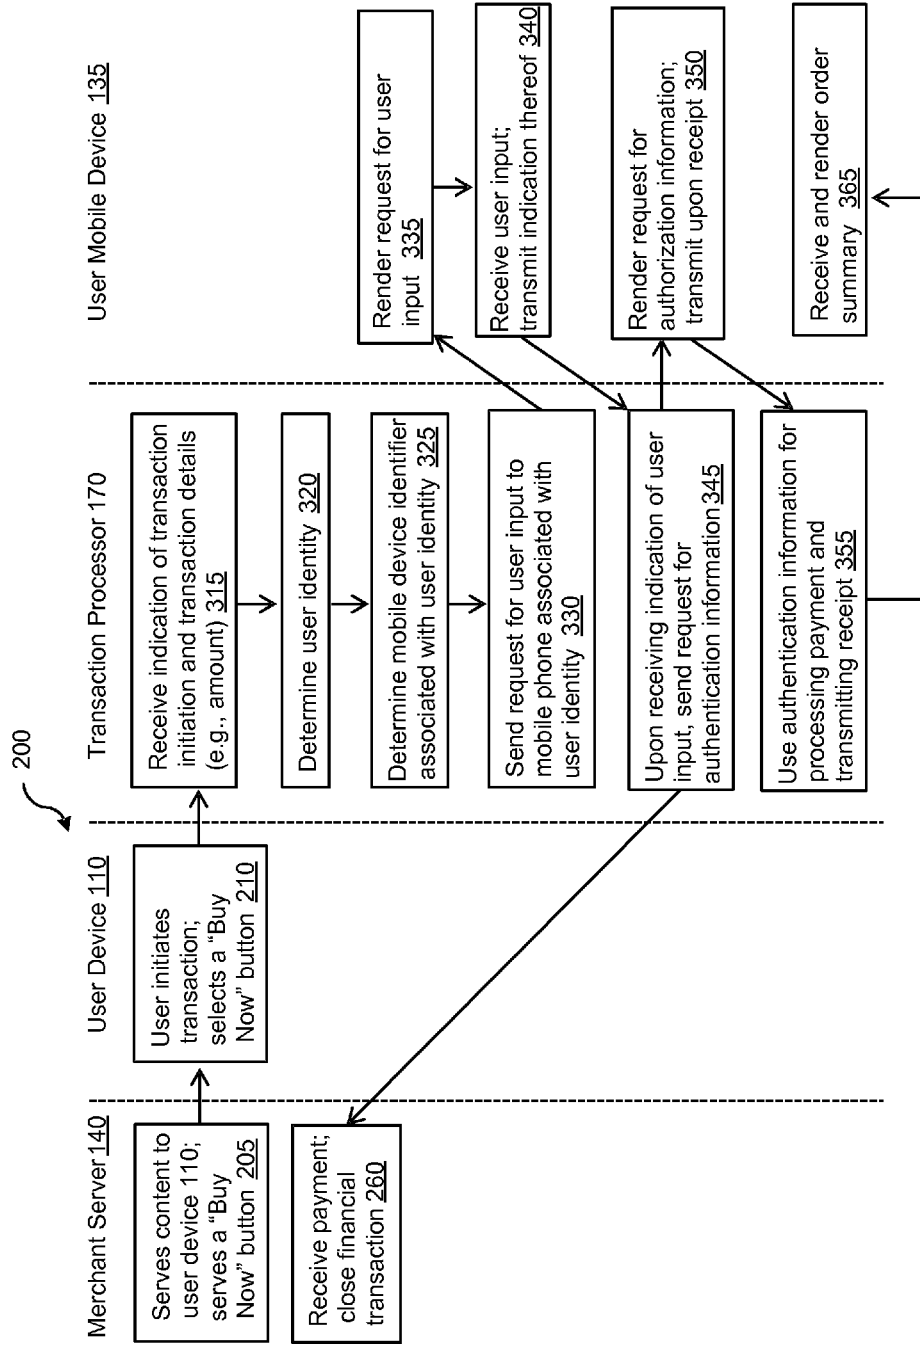 200
Merchant Server140
User Device 110
Transaction Processor 170
User Mobile Device 135
Serves content to
user device 110;
serves a “Buy
Now” button 205
User initiates
transaction;
selects a “Buy
Now” button 210
Receive indication of transaction
initiation and transaction details
(e.g., amount) 315
Determine user identity 320
Determine mobile device identifier
associated with user identity 325
Send request for user input to
mobile phone associated with
user identity 330
Render request for user
input 335
Receive user input;
transmit indication thereof 340
Upon receiving indication of user
input, send request for
authentication information345
Render request for
authorization information;
transmit upon receipt 350
Use authentication information for
processing payment and
transmitting receipt 355
Receive payment;
close financial
transaction 260
Receive and render order
summary 365